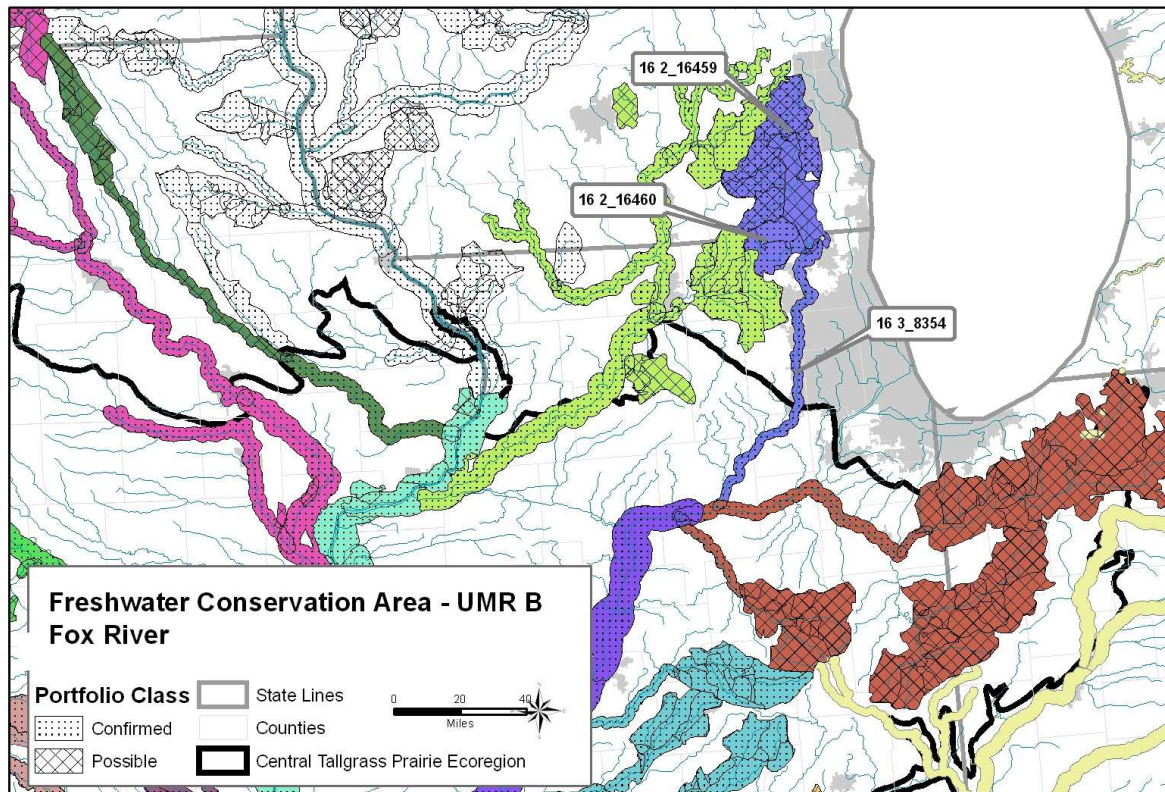 16 2_16459
16 2_16460
16 3_8354
Freshwater Conservation Area - UMR B
Fox River
Portfolio Class
Confirmed
Possible
State Lines
Counties
Central Tallgrass Prairie Ecoregion
0 20 40
Miles